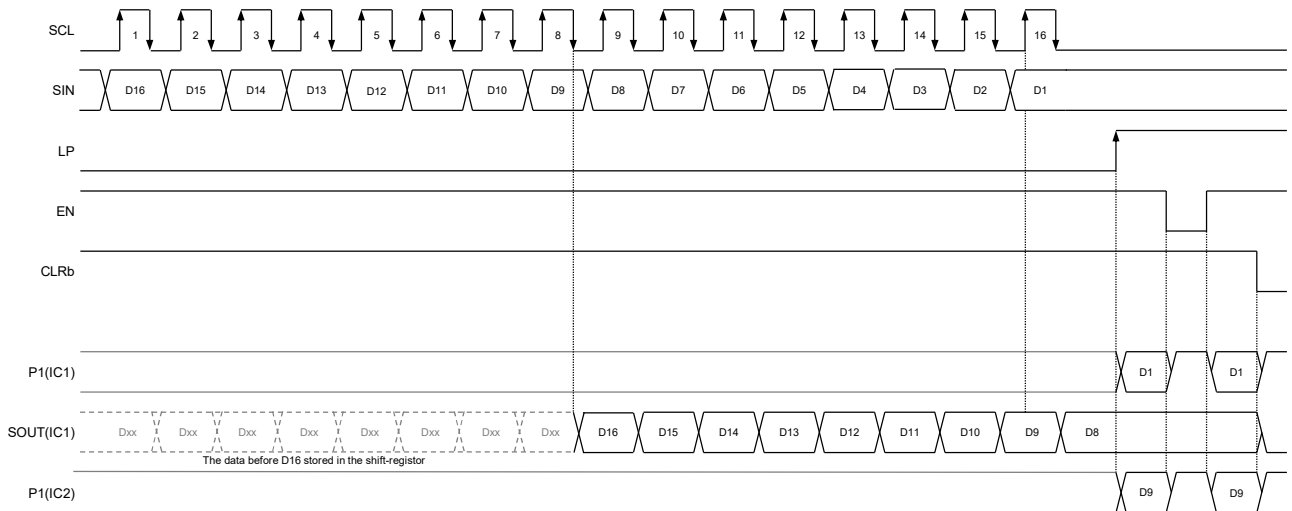 SCL 1 2 3 4 5 6 7 8 9 10 11 12 13 14 15 16
SIN D16 D15 D14 D13 D12 D11 D10 D9 D8 D7 D6 D5 D4 D3 D2 D1
LP
EN
CLRb
P1(IC1) D1 D1
SOUT(IC1) Dxx Dxx Dxx Dxx Dxx Dxx Dxx Dxx D16 D15 D14 D13 D12 D11 D10 D9 D8
The data before D16 stored in the shift-registor
P1(IC2) D9 D9